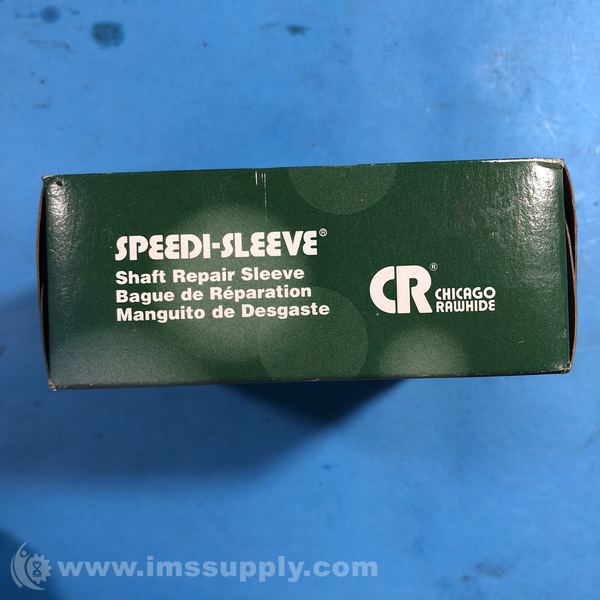 SPEEDI-SLEEVE®
Shaft Repair Sleeve
Bague de Réparation
Manguito de Desgaste
CR®
CHICAGO
RAWHIDE
www.imssupply.com